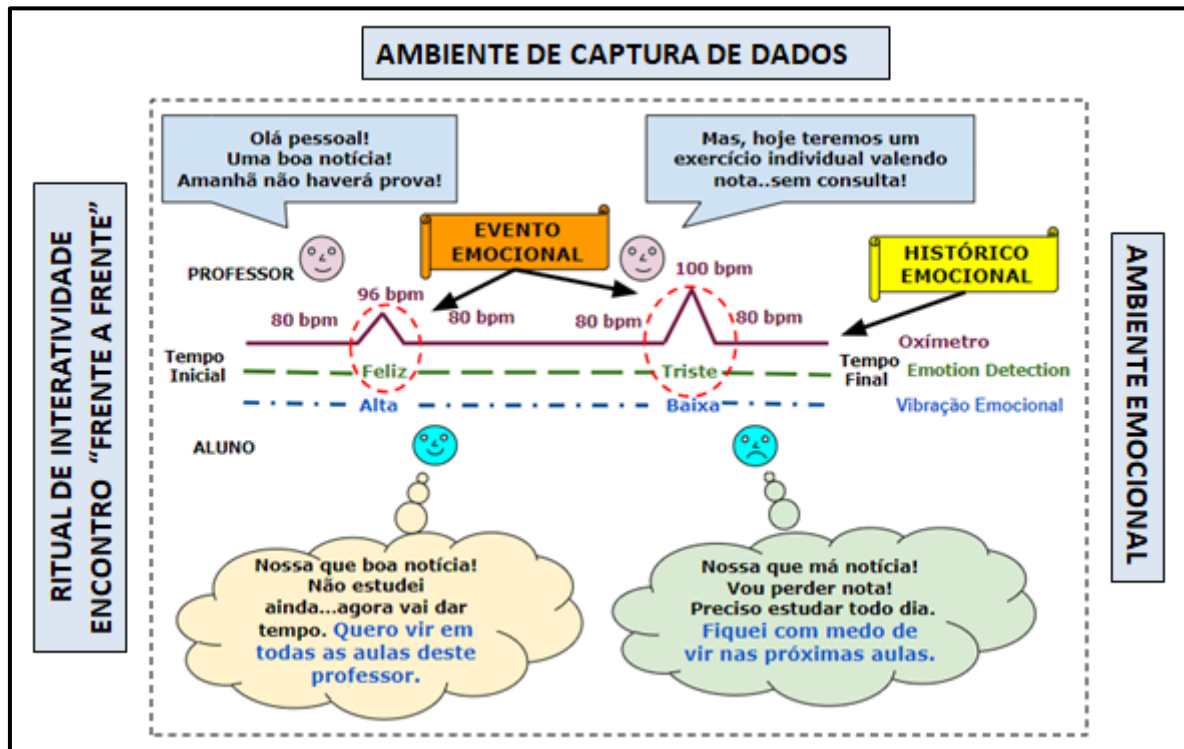 AMBIENTE DE CAPTURA DE DADOS
RITUAL DE INTERATIVIDADE
ENCONTRO “FRENTE A FRENTE”
Olá pessoal!
Uma boa notícia!
Amanhã não haverá prova!
Mas, hoje teremos um
exercício individual valendo
nota..sem consulta!
EVENTO
EMOCIONAL
HISTÓRICO
EMOCIONAL
PROFESSOR
96 bpm
100 bpm
80 bpm
80 bpm
80 bpm
80 bpm
Oxímetro
Tempo
Inicial
Feliz
Triste
Tempo
Final
Emotion Detection
Alta
Baixa
Vibração Emocional
ALUNO
Nossa que boa notícia!
Não estudei
ainda...agora vai dar
tempo. Quero vir em
todas as aulas deste
professor.
Nossa que má notícia!
Vou perder nota!
Preciso estudar todo dia.
Fiquei com medo de
vir nas próximas aulas.
AMBIENTE EMOCIONAL